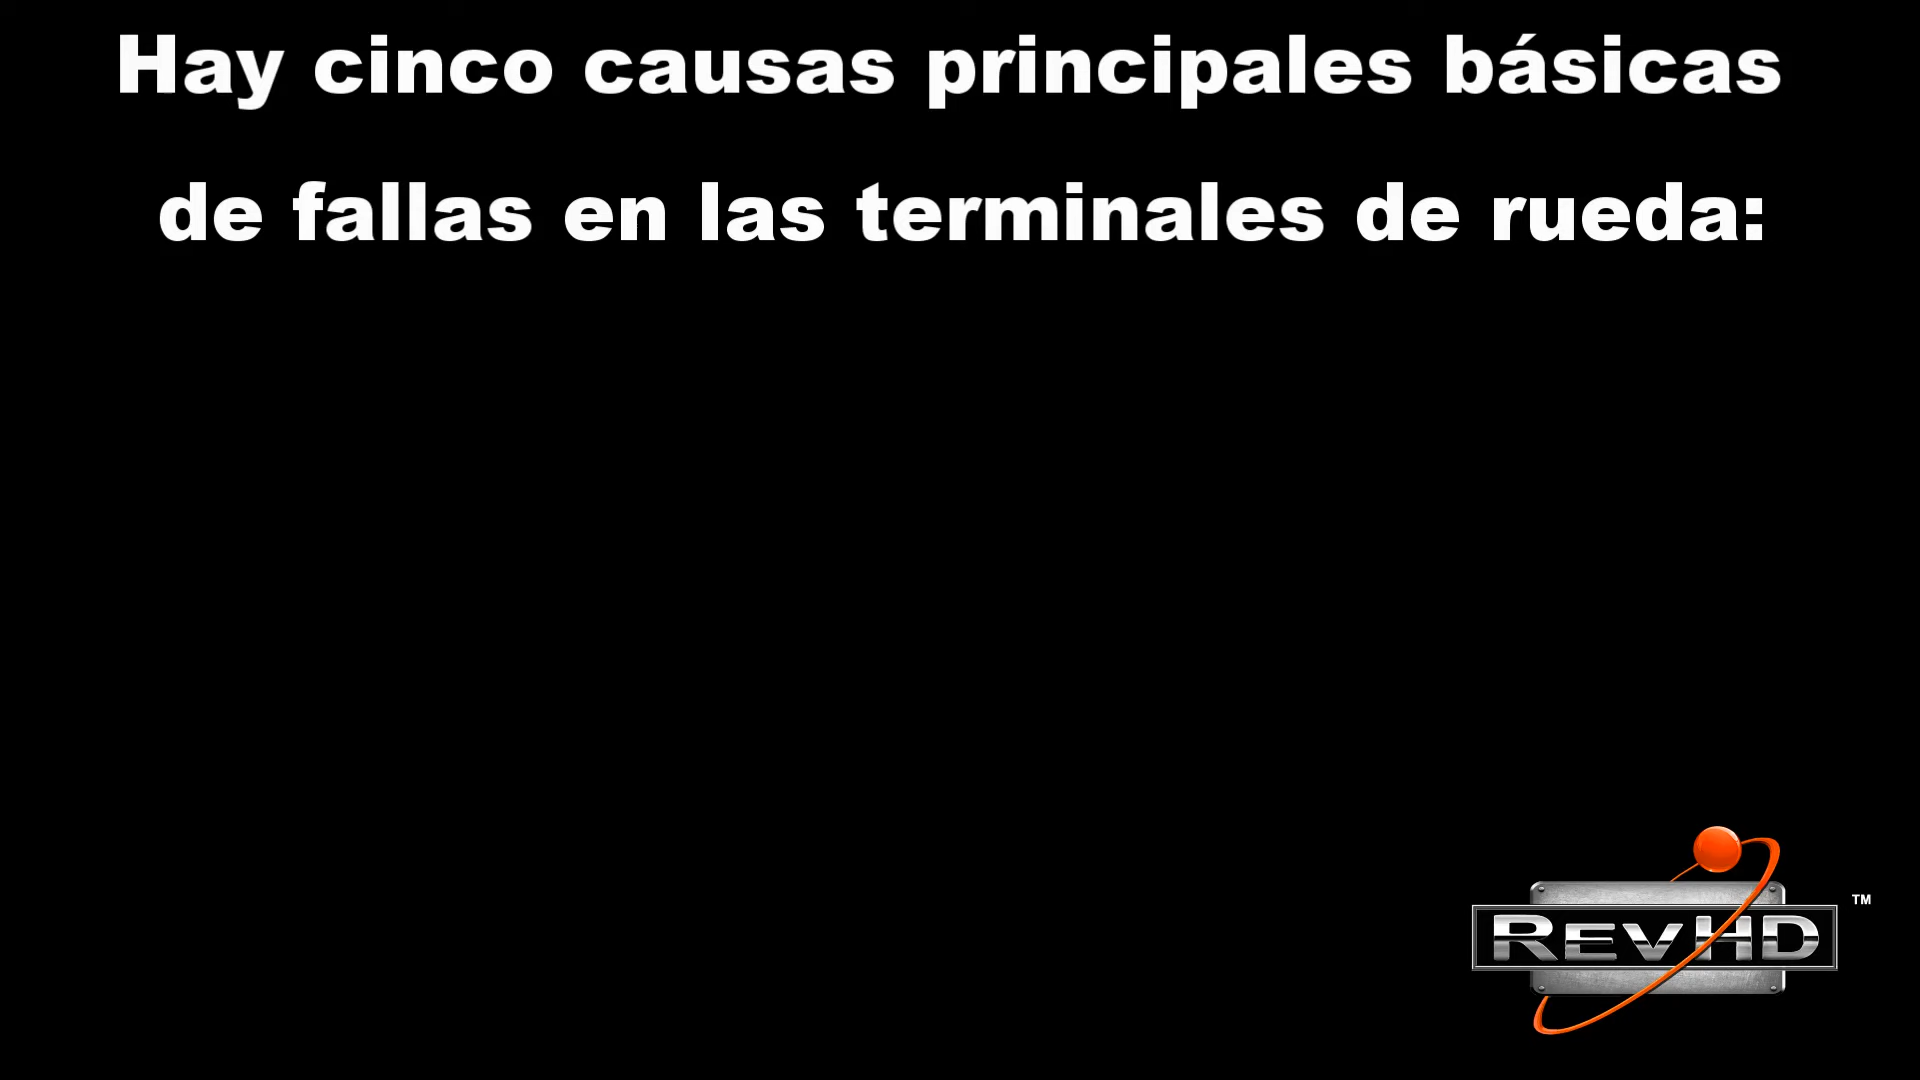 Hay cinco causas principales básicas
de fallas en las terminales de rueda:
REVHD
TM